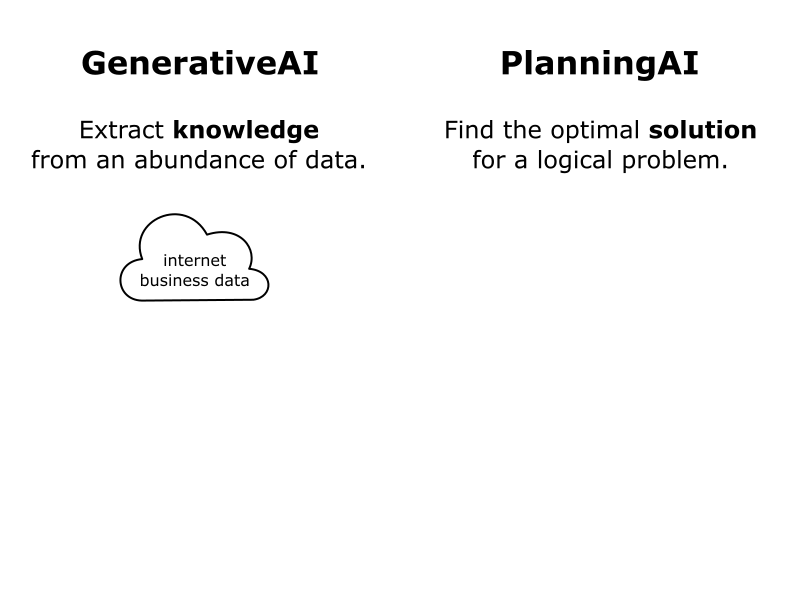 GenerativeAI
Extract knowledge
from an abundance of data.
internet
business data
PlanningAI
Find the optimal solution
for a logical problem.